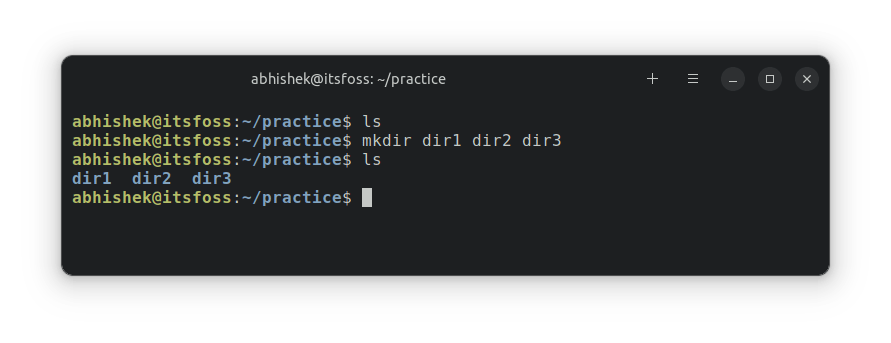 abhishek@itsfoss: ~/practice
abhishek@itsfoss:~/practice$ ls
abhishek@itsfoss:~/practice$ mkdir dir1 dir2 dir3
abhishek@itsfoss:~/practice$ ls
dir1  dir2  dir3
abhishek@itsfoss:~/practice$